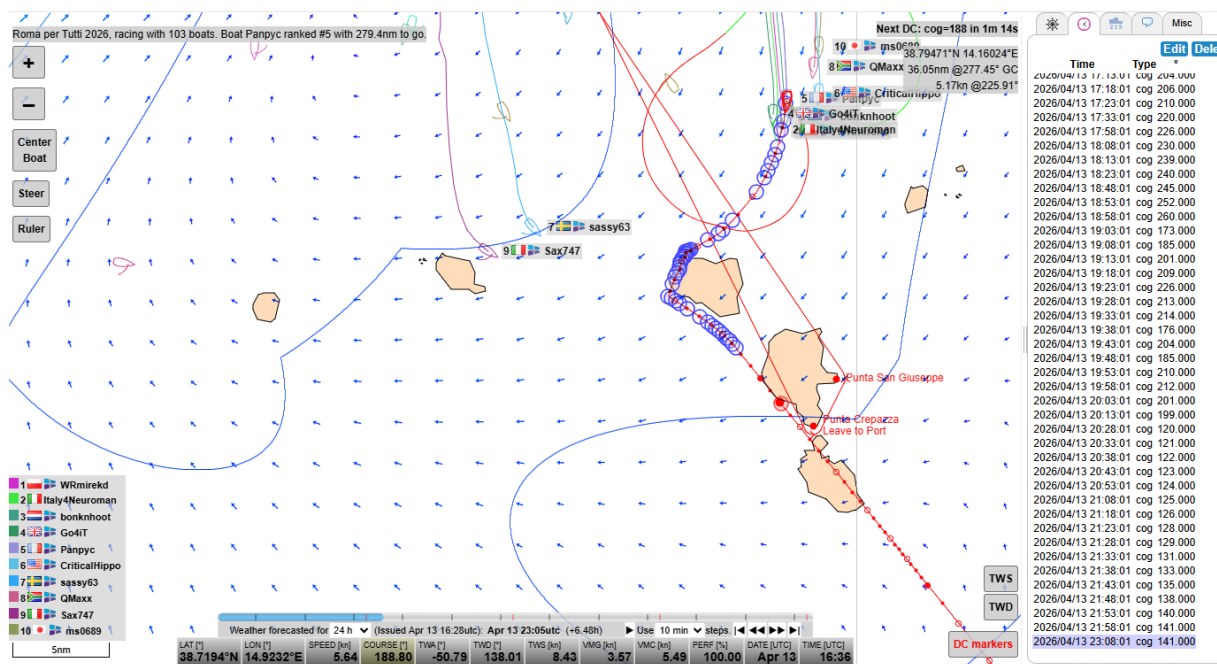 Roma per Tutti 2026, racing with 103 boats. Boat Panpyc ranked #5 with 279.4nm to go.
Next DC: cog=188 in 1m 14s
38.79471°N 14.16024°E
36.05nm @277.45° GC
5.17kn @225.91°
+
−
Center Boat
Steer
Ruler
10 ms0689
8 QMaxx
6 CriticalHippo
5 Panpyc
4 Go4iT
bonknhoot
2 Italy4Neuroman
7 sassy63
9 Sax747
Punta San Giuseppe
Punta Crepazza
Leave to Port
1 WRmirekd
2 Italy4Neuroman
3 bonknhoot
4 Go4iT
5 Panpyc
6 CriticalHippo
7 sassy63
8 QMaxx
9 Sax747
10 ms0689
5nm
TWS
TWD
DC markers
Weather forecasted for 24 h (Issued Apr 13 16:28utc): Apr 13 23:05utc (+6.48h) Use 10 min steps.
LAT [°] LON [°] SPEED [kn] COURSE [°] TWA [°] TWD [°] TWS [kn] VMG [kn] VMC [kn] PERF [%] DATE [UTC] TIME [UTC]
38.7194°N 14.9232°E 5.64 188.80 -50.79 138.01 8.43 3.57 5.49 100.00 Apr 13 16:36
Misc
Edit Dele
Time Type °
2026/04/13 17:13:01 cog 204.000
2026/04/13 17:18:01 cog 206.000
2026/04/13 17:23:01 cog 210.000
2026/04/13 17:33:01 cog 220.000
2026/04/13 17:58:01 cog 226.000
2026/04/13 18:08:01 cog 230.000
2026/04/13 18:13:01 cog 239.000
2026/04/13 18:23:01 cog 240.000
2026/04/13 18:48:01 cog 245.000
2026/04/13 18:53:01 cog 252.000
2026/04/13 18:58:01 cog 260.000
2026/04/13 19:03:01 cog 173.000
2026/04/13 19:08:01 cog 185.000
2026/04/13 19:13:01 cog 201.000
2026/04/13 19:18:01 cog 209.000
2026/04/13 19:23:01 cog 226.000
2026/04/13 19:28:01 cog 213.000
2026/04/13 19:33:01 cog 214.000
2026/04/13 19:38:01 cog 176.000
2026/04/13 19:43:01 cog 204.000
2026/04/13 19:48:01 cog 185.000
2026/04/13 19:53:01 cog 210.000
2026/04/13 19:58:01 cog 212.000
2026/04/13 20:03:01 cog 201.000
2026/04/13 20:13:01 cog 199.000
2026/04/13 20:28:01 cog 120.000
2026/04/13 20:33:01 cog 121.000
2026/04/13 20:38:01 cog 122.000
2026/04/13 20:43:01 cog 123.000
2026/04/13 20:53:01 cog 124.000
2026/04/13 21:08:01 cog 125.000
2026/04/13 21:18:01 cog 126.000
2026/04/13 21:23:01 cog 128.000
2026/04/13 21:28:01 cog 129.000
2026/04/13 21:33:01 cog 131.000
2026/04/13 21:38:01 cog 133.000
2026/04/13 21:43:01 cog 135.000
2026/04/13 21:48:01 cog 138.000
2026/04/13 21:53:01 cog 140.000
2026/04/13 21:58:01 cog 141.000
2026/04/13 23:08:01 cog 141.000